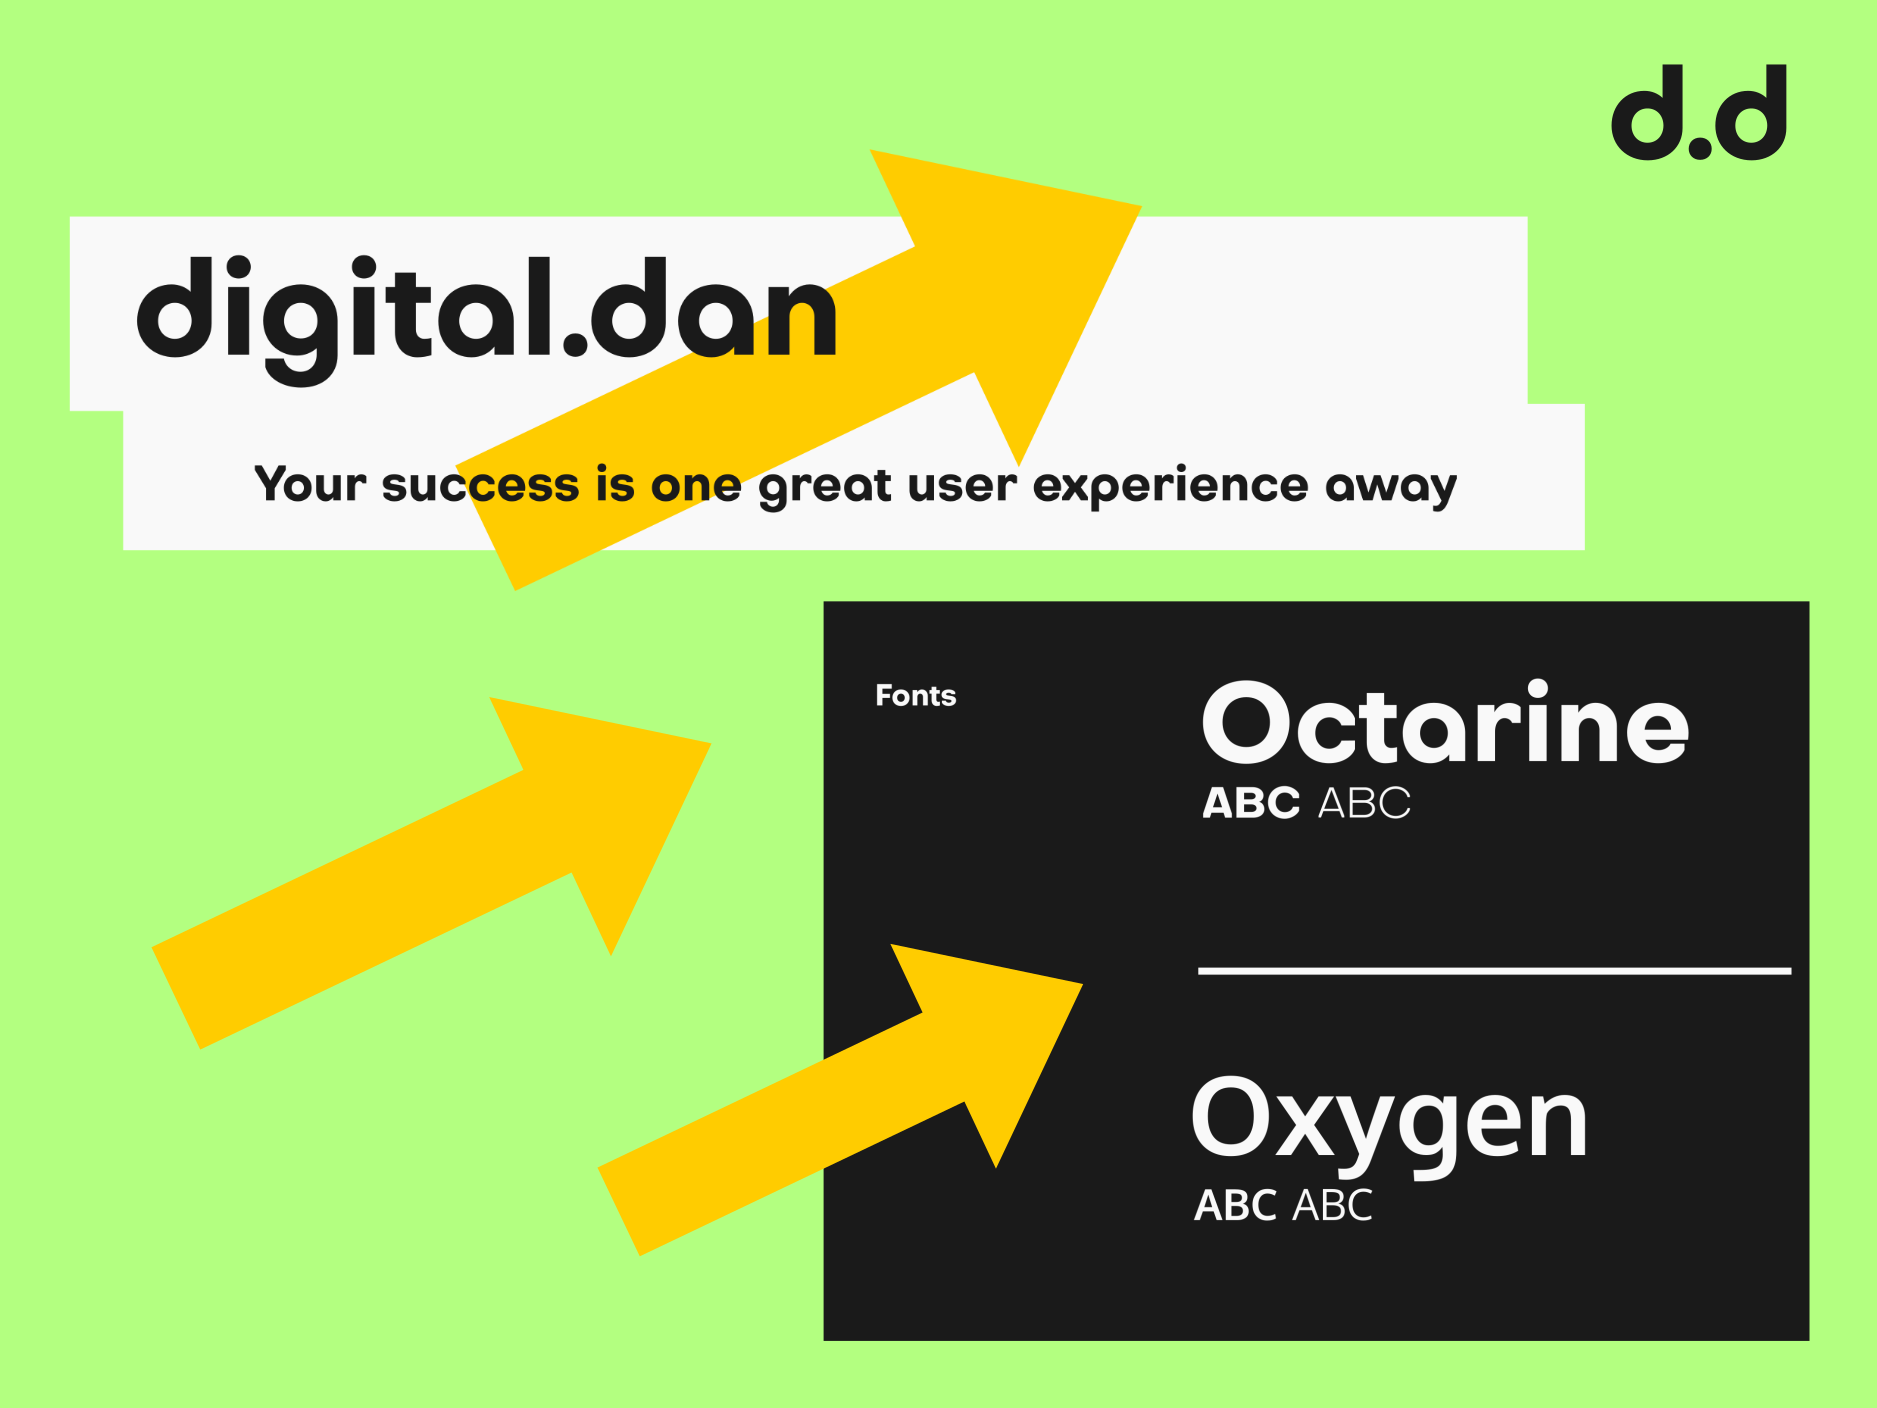 d.d
digital.dan
Your success is one great user experience away
Fonts
Octarine
ABC ABC
Oxygen
ABC ABC